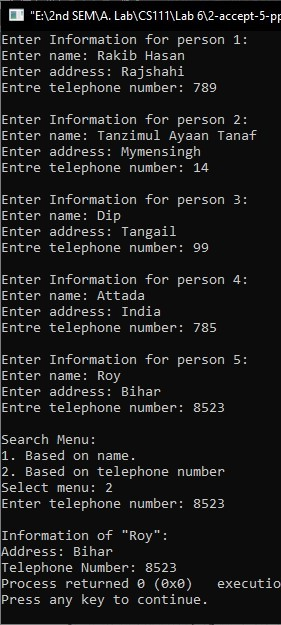 "E:\2nd SEM\A. Lab\CS111\Lab 6\2-accept-5-pp
Enter Information for person 1:
Enter name: Rakib Hasan
Enter address: Rajshahi
Entre telephone number: 789
Enter Information for person 2:
Enter name: Tanzimul Ayaan Tanaf
Enter address: Mymensingh
Entre telephone number: 14
Enter Information for person 3:
Enter name: Dip
Enter address: Tangail
Entre telephone number: 99
Enter Information for person 4:
Enter name: Attada
Enter address: India
Entre telephone number: 785
Enter Information for person 5:
Enter name: Roy
Enter address: Bihar
Entre telephone number: 8523
Search Menu:
1. Based on name.
2. Based on telephone number
Select menu: 2
Enter telephone number: 8523
Information of "Roy":
Address: Bihar
Telephone Number: 8523
Process returned 0 (0x0)   executio
Press any key to continue.